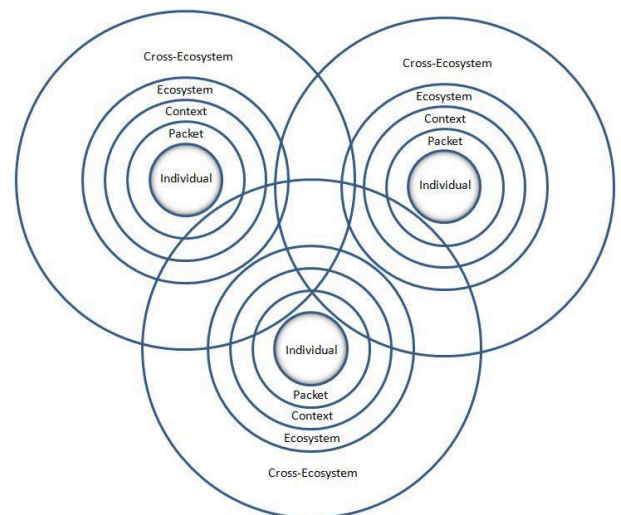 Cross-Ecosystem
Ecosystem
Context
Packet
Individual
Cross-Ecosystem
Ecosystem
Context
Packet
Individual
Individual
Packet
Context
Ecosystem
Cross-Ecosystem